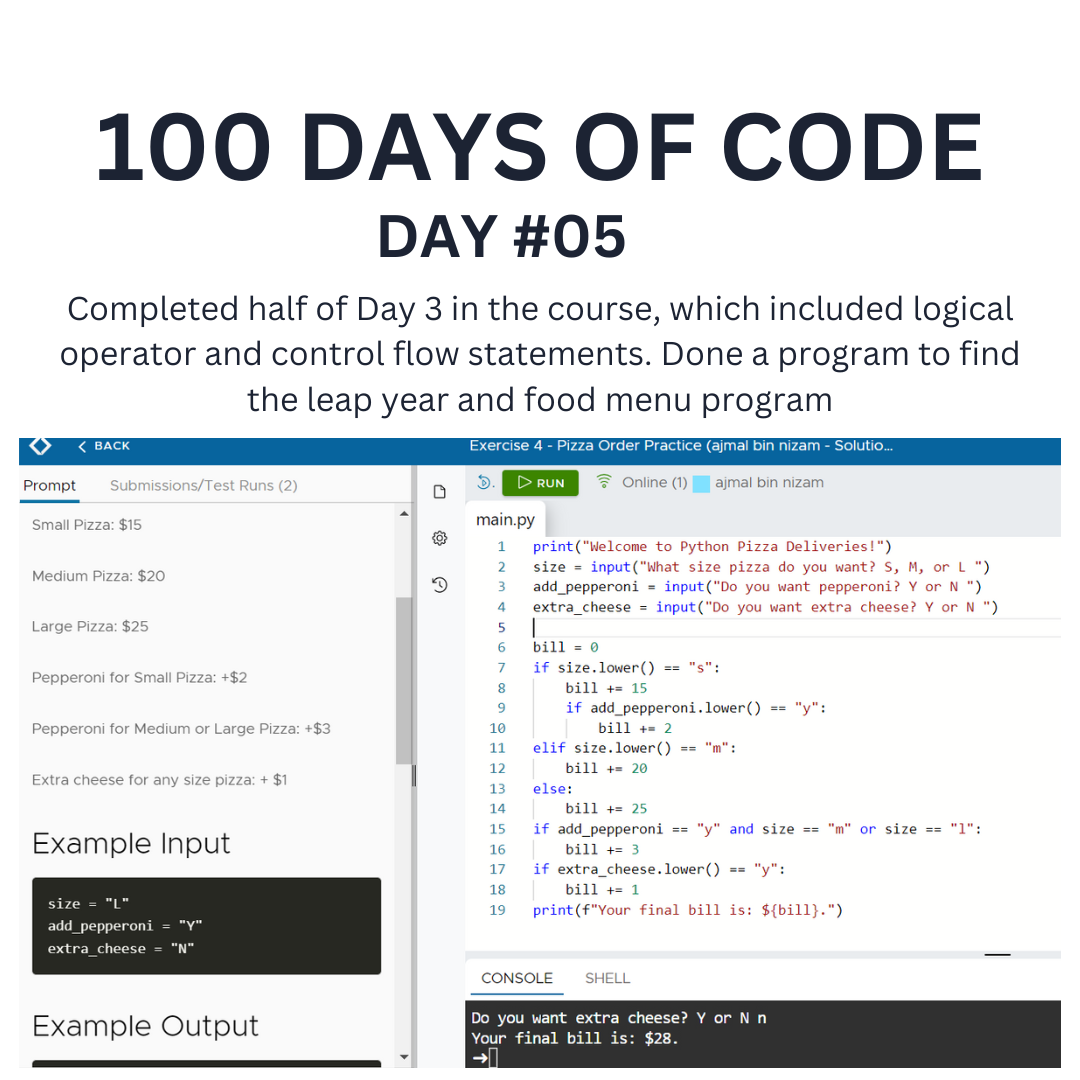 100 DAYS OF CODE
DAY #05
Completed half of Day 3 in the course, which included logical
operator and control flow statements. Done a program to find
the leap year and food menu program
BACK
Exercise 4 - Pizza Order Practice (ajmal bin nizam - Solutio...
Prompt
Submissions/Test Runs (2)
Small Pizza: $15
Medium Pizza: $20
Large Pizza: $25
Pepperoni for Small Pizza: +$2
Pepperoni for Medium or Large Pizza: +$3
Extra cheese for any size pizza: + $1
Example Input
size = "L"
add_pepperoni = "Y"
extra_cheese = "N"
Example Output
RUN
Online (1)
ajmal bin nizam
main.py
1 print("Welcome to Python Pizza Deliveries!")
2 size = input("What size pizza do you want? S, M, or L ")
3 add_pepperoni = input("Do you want pepperoni? Y or N ")
4 extra_cheese = input("Do you want extra cheese? Y or N ")
5
6 bill = 0
7 if size.lower() == "s":
8     bill += 15
9     if add_pepperoni.lower() == "y":
10         bill += 2
11 elif size.lower() == "m":
12     bill += 20
13 else:
14     bill += 25
15 if add_pepperoni == "y" and size == "m" or size == "l":
16     bill += 3
17 if extra_cheese.lower() == "y":
18     bill += 1
19 print(f"Your final bill is: ${bill}.")
CONSOLE
SHELL
Do you want extra cheese? Y or N n
Your final bill is: $28.